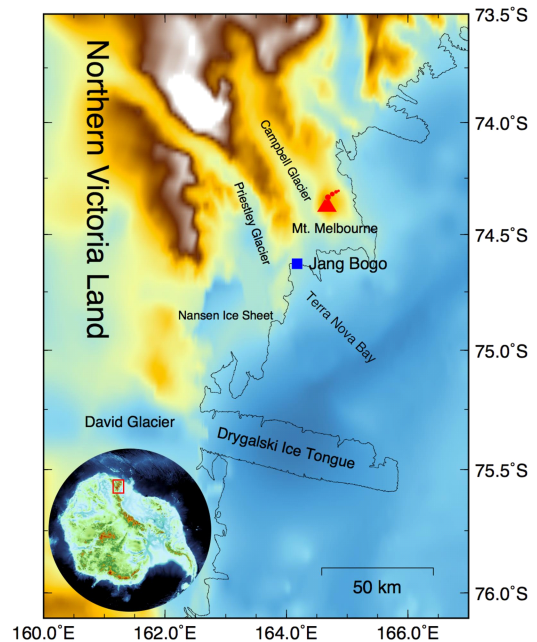 73.5˚S
74.0˚S
Northern Victoria Land
Campbell Glacier
Priestley Glacier
Mt. Melbourne
74.5˚S
Jang Bogo
Nansen Ice Sheet
Terra Nova Bay
75.0˚S
David Glacier
Drygalski Ice Tongue
75.5˚S
50 km
76.0˚S
160.0˚E
162.0˚E
164.0˚E
166.0˚E